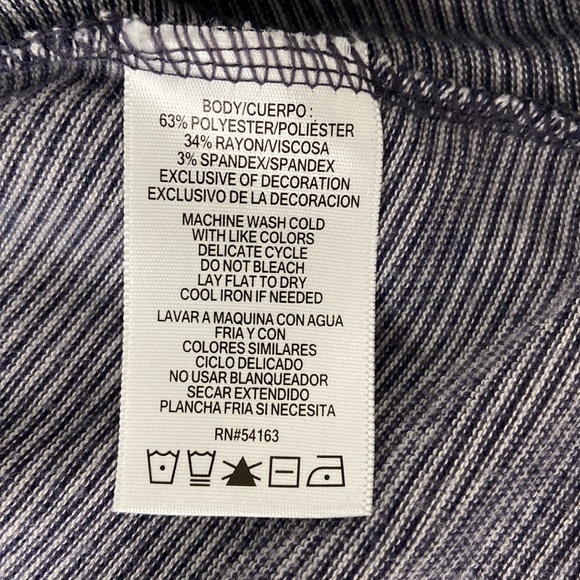 BODY/CUERPO :
63% POLYESTER/POLIÉSTER
34% RAYON/VISCOSA
3% SPANDEX/SPANDEX
EXCLUSIVE OF DECORATION
EXCLUSIVO DE LA DECORACION
MACHINE WASH COLD
WITH LIKE COLORS
DELICATE CYCLE
DO NOT BLEACH
LAY FLAT TO DRY
COOL IRON IF NEEDED
LAVAR A MAQUINA CON AGUA
FRIA Y CON
COLORES SIMILARES
CICLO DELICADO
NO USAR BLANQUEADOR
SECAR EXTENDIDO
PLANCHA FRIA SI NECESITA
RN#54163